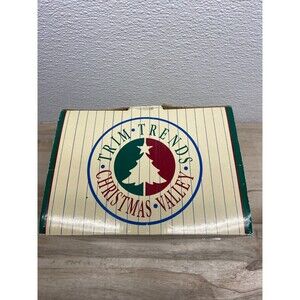 • TRIM • TRENDS •
CHRISTMAS • VALLEY